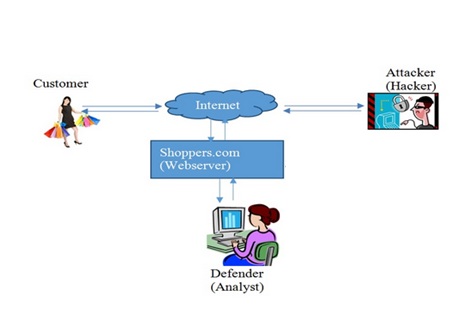 Customer
Attacker
(Hacker)
Internet
Shoppers.com
(Webserver)
Defender
(Analyst)